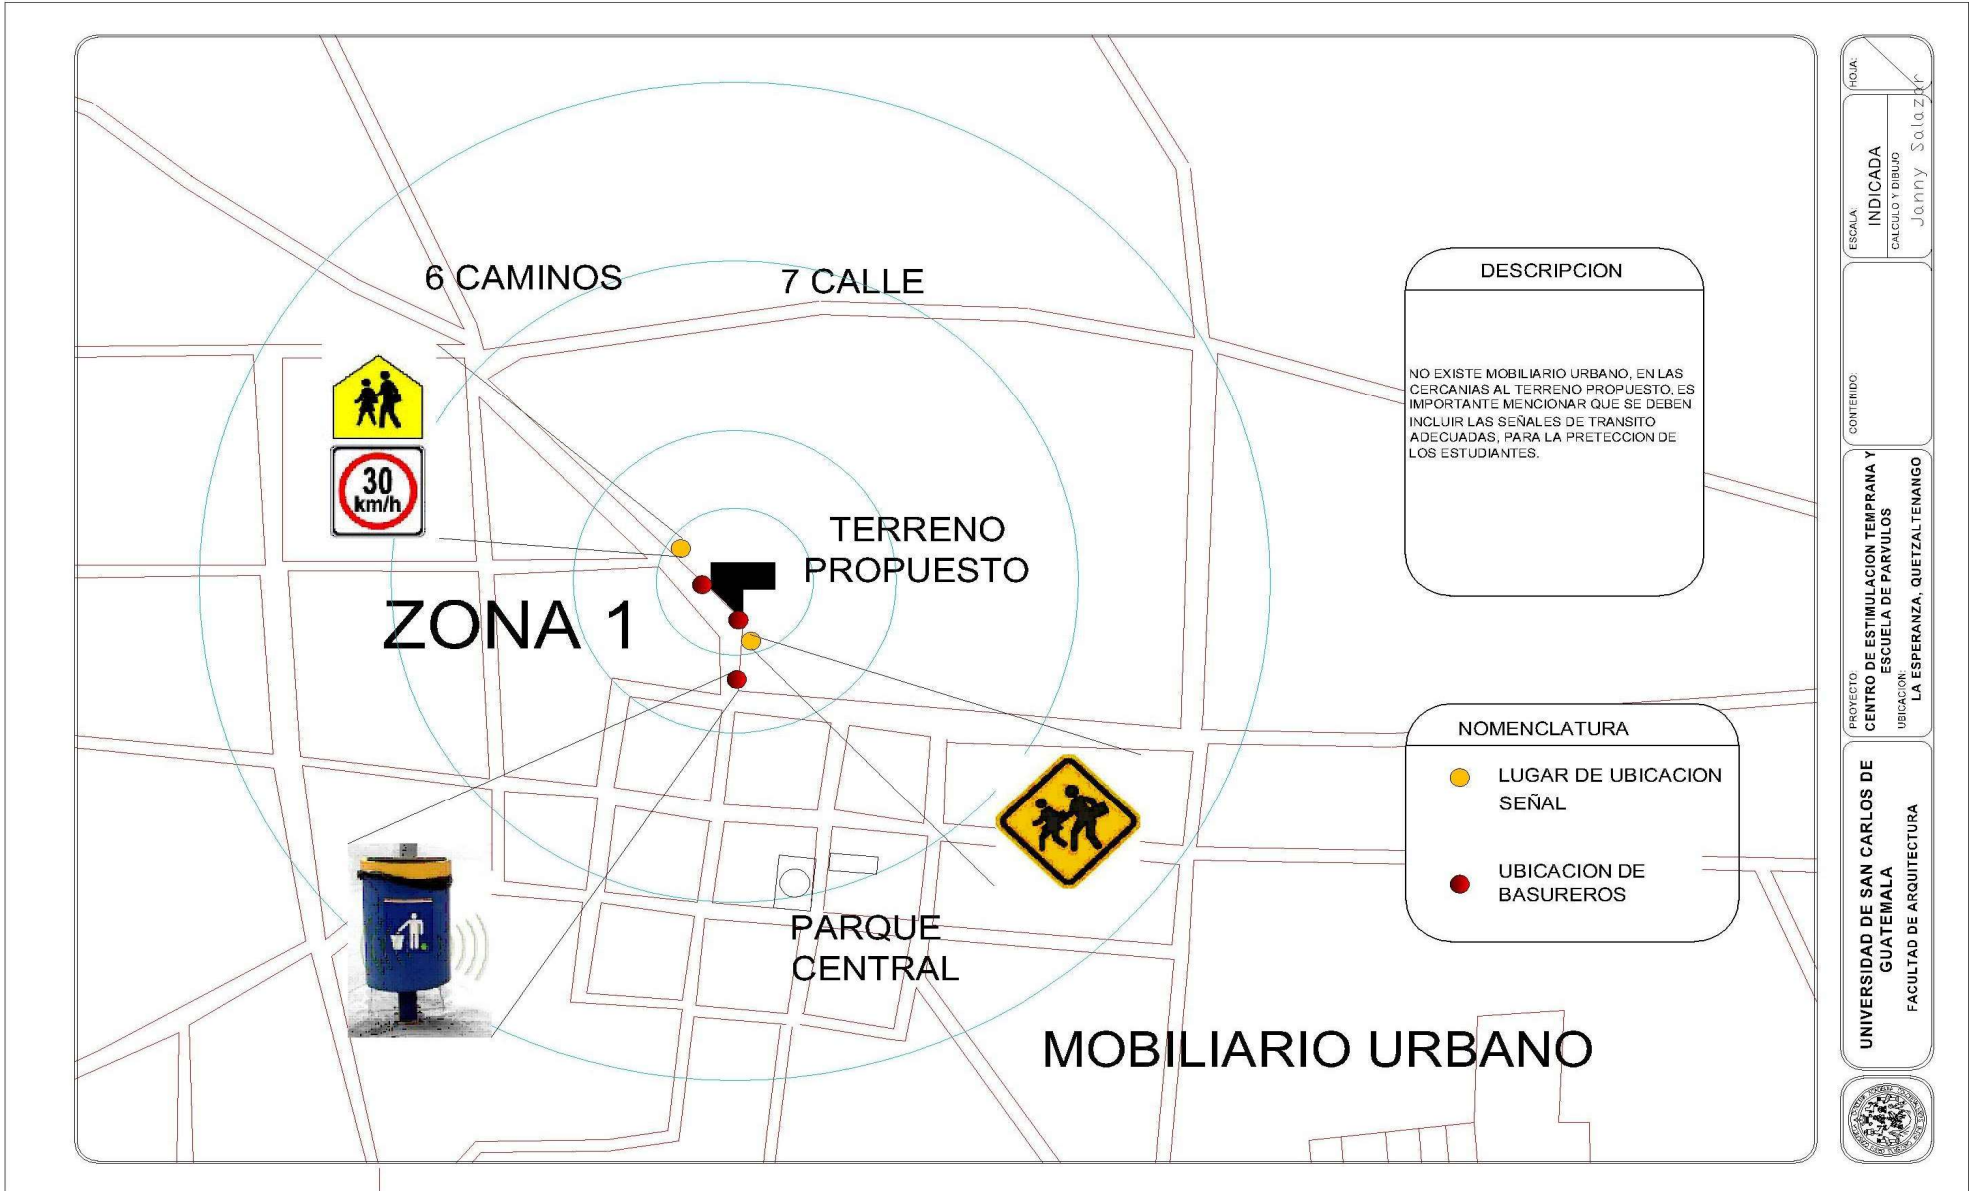 6 CAMINOS
7 CALLE
30
km/h
TERRENO
PROPUESTO
ZONA 1
PARQUE
CENTRAL
MOBILIARIO URBANO
DESCRIPCION
NO EXISTE MOBILIARIO URBANO, EN LAS
CERCANIAS AL TERRENO PROPUESTO, ES
IMPORTANTE MENCIONAR QUE SE DEBEN
INCLUIR LAS SEÑALES DE TRANSITO
ADECUADAS, PARA LA PRETECCION DE
LOS ESTUDIANTES.
NOMENCLATURA
LUGAR DE UBICACION
SEÑAL
UBICACION DE
BASUREROS
HOJA:
ESCALA:
INDICADA
CALCULO Y DIBUJO
Janny Salazar
CONTENIDO:
PROYECTO:
CENTRO DE ESTIMULACION TEMPRANA Y
ESCUELA DE PARVULOS
UBICACION:
LA ESPERANZA, QUETZALTENANGO
UNIVERSIDAD DE SAN CARLOS DE
GUATEMALA
FACULTAD DE ARQUITECTURA